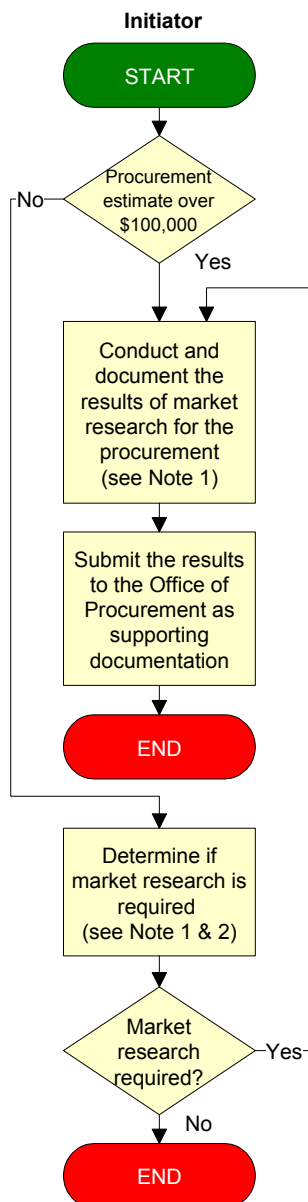 Initiator
START
Procurement
estimate over
$100,000
No
Yes
Conduct and
document the
results of market
research for the
procurement
(see Note 1)
Submit the results
to the Office of
Procurement as
supporting
documentation
END
Determine if
market research is
required
(see Note 1 & 2)
Market
research
required?
Yes
No
END